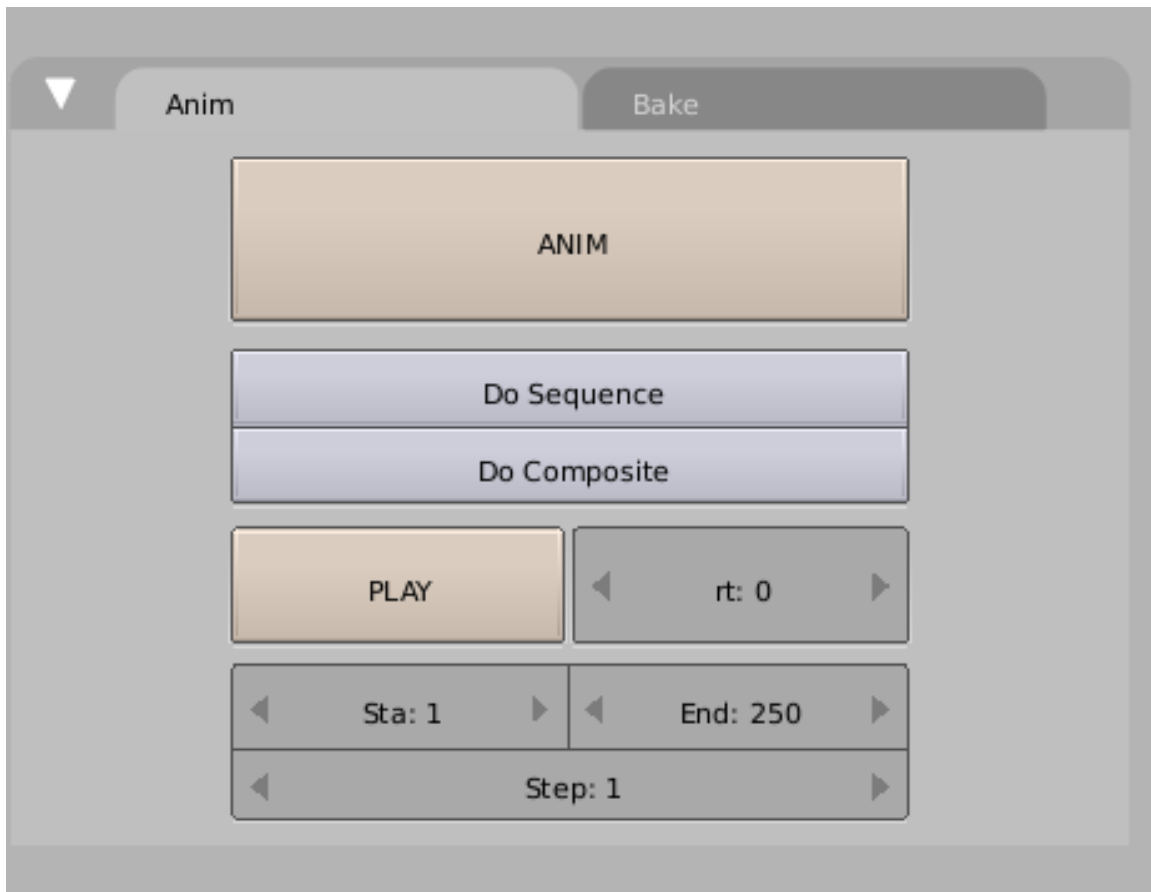 Anim Bake
ANIM
Do Sequence
Do Composite
PLAY rt: 0
Sta: 1 End: 250
Step: 1